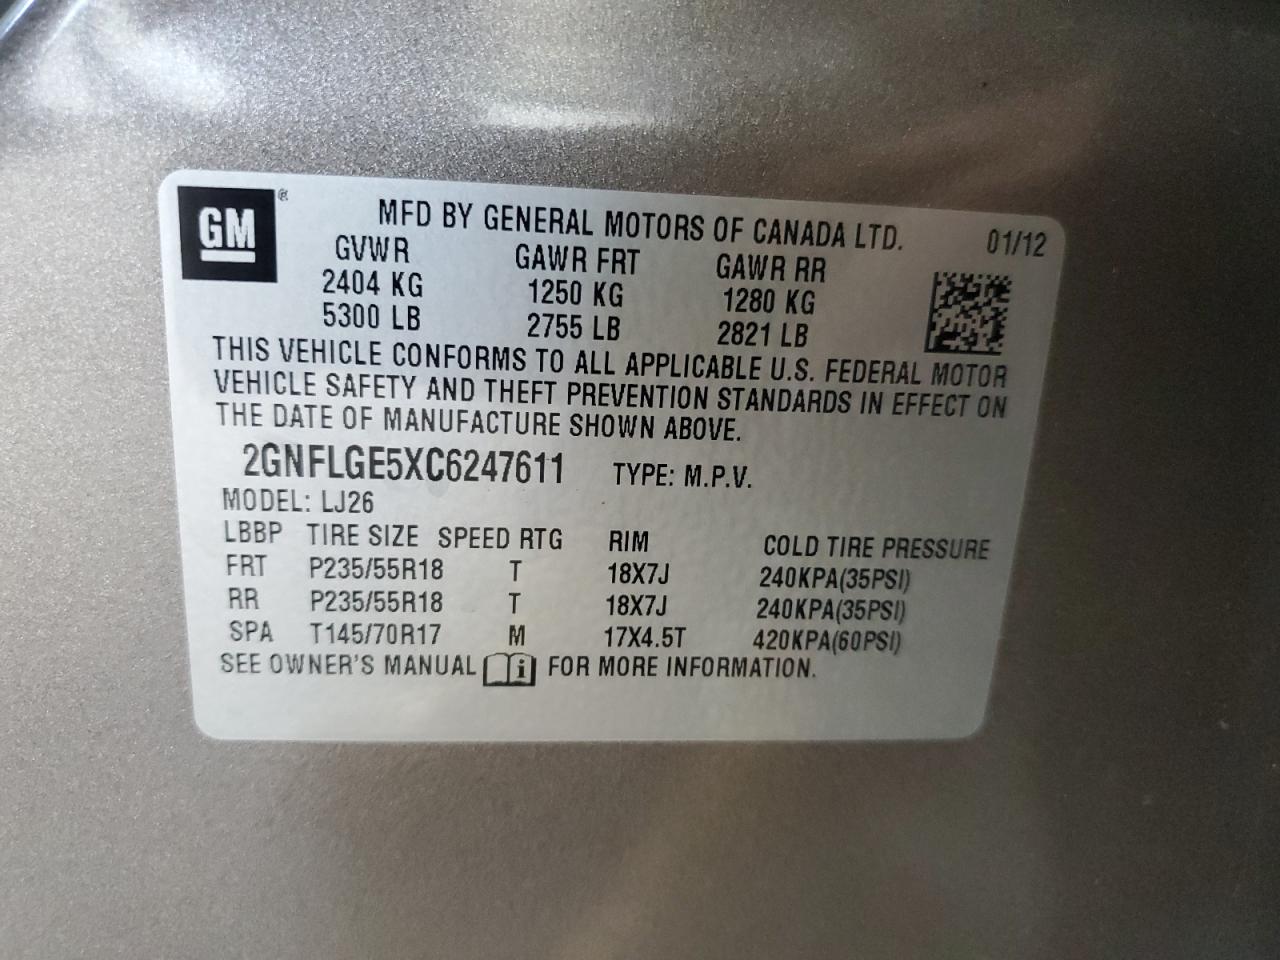 GM ®
MFD BY GENERAL MOTORS OF CANADA LTD. 01/12
GVWR GAWR FRT GAWR RR
2404 KG 1250 KG 1280 KG
5300 LB 2755 LB 2821 LB
THIS VEHICLE CONFORMS TO ALL APPLICABLE U.S. FEDERAL MOTOR
VEHICLE SAFETY AND THEFT PREVENTION STANDARDS IN EFFECT ON
THE DATE OF MANUFACTURE SHOWN ABOVE.
2GNFLGE5XC6247611 TYPE: M.P.V.
MODEL: LJ26
LBBP TIRE SIZE SPEED RTG RIM COLD TIRE PRESSURE
FRT P235/55R18 T 18X7J 240KPA(35PSI)
RR P235/55R18 T 18X7J 240KPA(35PSI)
SPA T145/70R17 M 17X4.5T 420KPA(60PSI)
SEE OWNER'S MANUAL i FOR MORE INFORMATION.